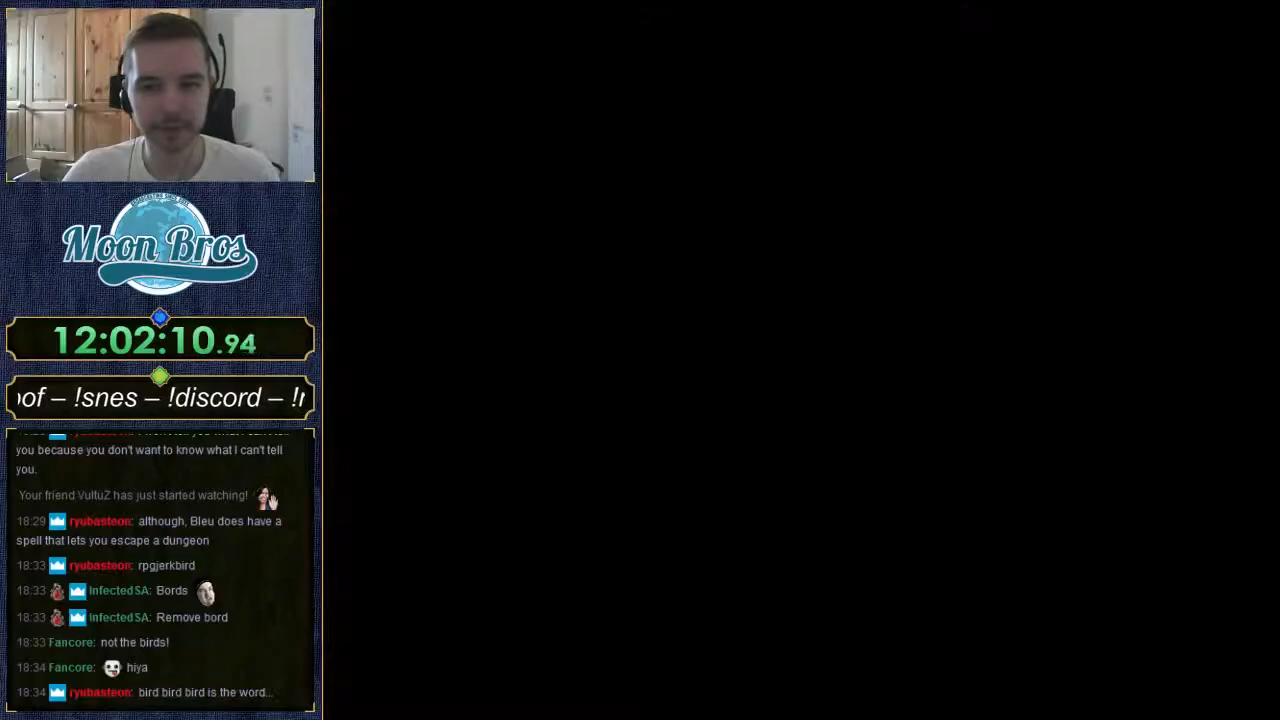 Moon Bros
12:02:10.94
oof – !snes – !discord – !
you because you don't want to know what I can't tell
you.
Your friend VultuZ has just started watching!
18:29 ryubasteon: although, Bleu does have a
spell that lets you escape a dungeon
18:33 ryubasteon: rpgjerkbird
18:33 InfectedSA: Bords
18:33 InfectedSA: Remove bord
18:33 Fancore: not the birds!
18:34 Fancore: hiya
18:34 ryubasteon: bird bird bird is the word...